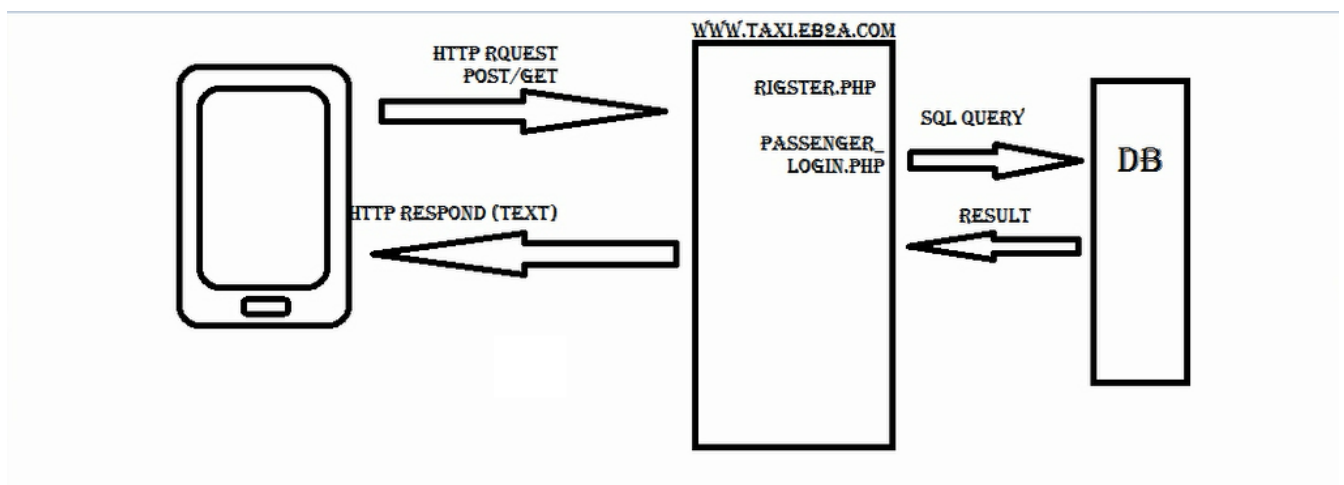 WWW.TAXI.EB2A.COM
HTTP RQUEST
POST/GET
RIGSTER.PHP
SQL QUERY
PASSENGER_
LOGIN.PHP
DB
HTTP RESPOND (TEXT)
RESULT